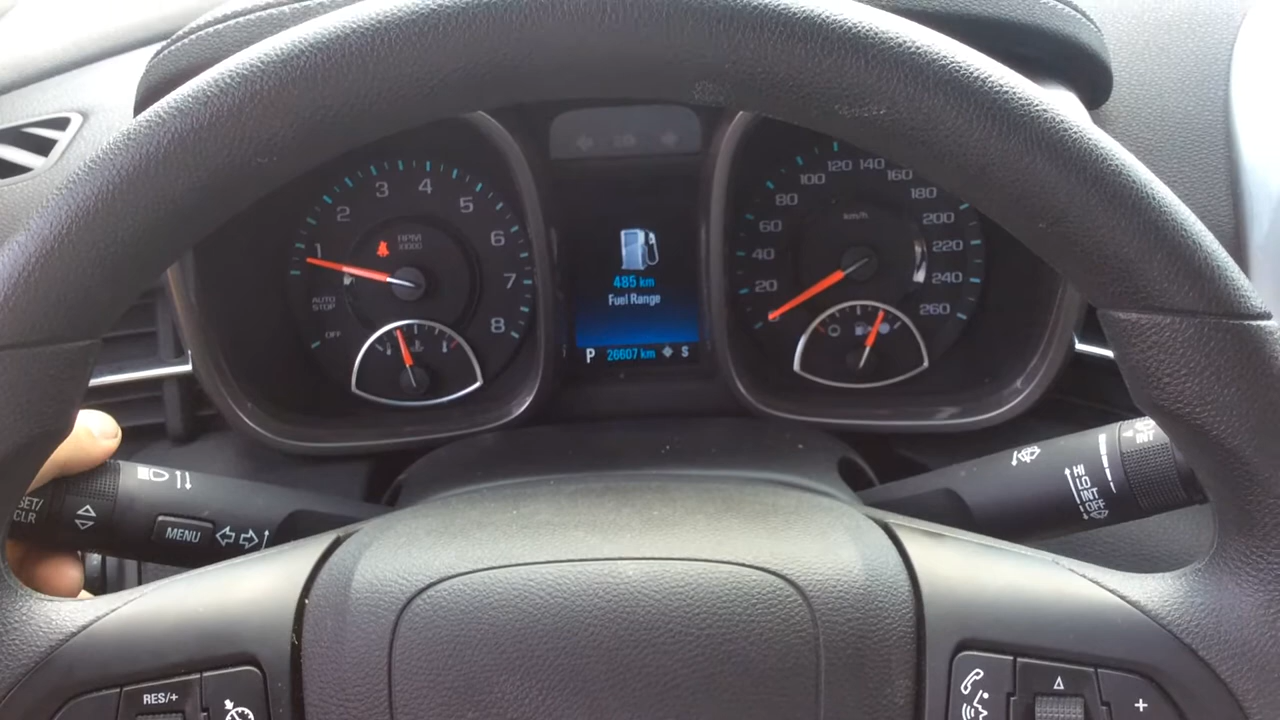 1
2
3
4
5
6
7
8
RPM
X1000
AUTO
STOP
OFF
485 km
Fuel Range
P 26607 km S
20
40
60
80
100
120
140
160
180
200
220
240
260
km/h
SET/
CLR
MENU
HI
LO
INT
OFF
INT
RES/+
+